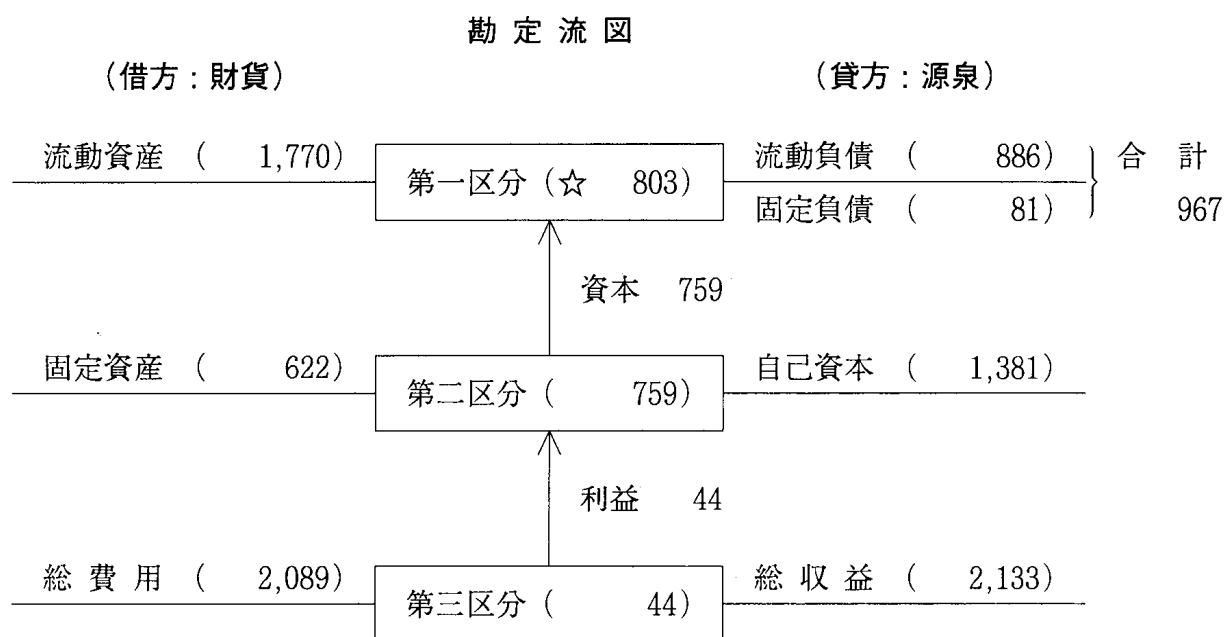 勘定流図
(借方：財貨) (貸方：源泉)
流動資産 ( 1,770) 第一区分 (☆ 803) 流動負債 ( 886) 合計
固定負債 ( 81) 967
資本 759
固定資産 ( 622) 第二区分 ( 759) 自己資本 ( 1,381)
利益 44
総費用 ( 2,089) 第三区分 ( 44) 総収益 ( 2,133)